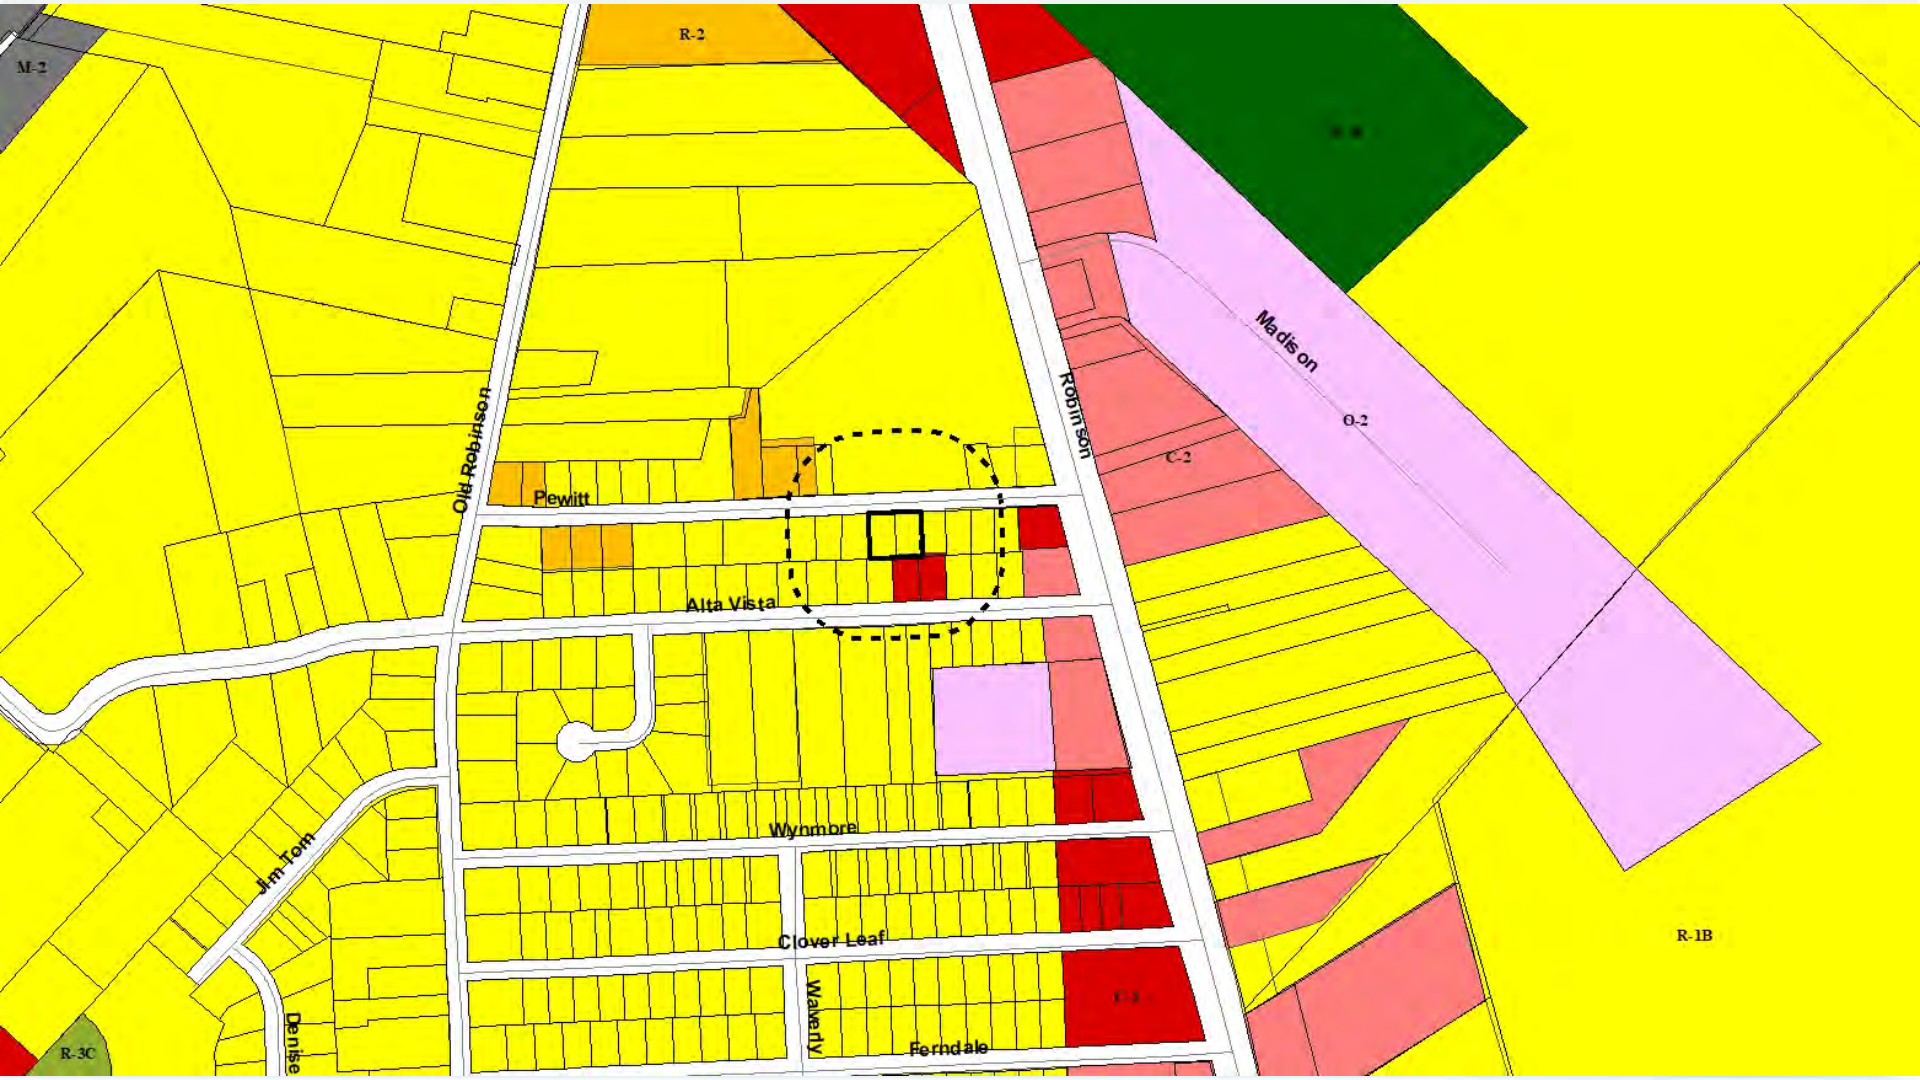 R-2
M-2
Madison
Robinson
Old Robinson
O-2
C-2
Pewitt
Alta Vista
Wynmore
Jim Tom
Clover Leaf
R-1B
Waverly
Denise
Ferndale
R-3C